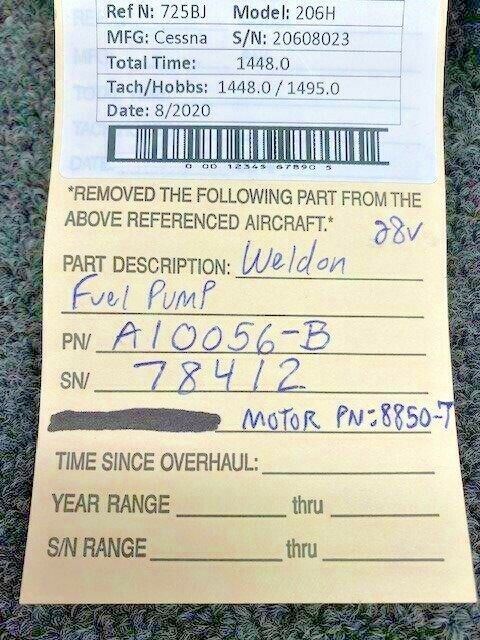 Ref N: 725BJ Model: 206H
MFG: Cessna S/N: 20608023
Total Time: 1448.0
Tach/Hobbs: 1448.0 / 1495.0
Date: 8/2020
0 00 12345 67890 5
*REMOVED THE FOLLOWING PART FROM THE
ABOVE REFERENCED AIRCRAFT.*
28v
PART DESCRIPTION: Weldon
Fuel Pump
PN/ A10056-B
SN/ 78412
MOTOR PN: 8850-T
TIME SINCE OVERHAUL:
YEAR RANGE thru
S/N RANGE thru